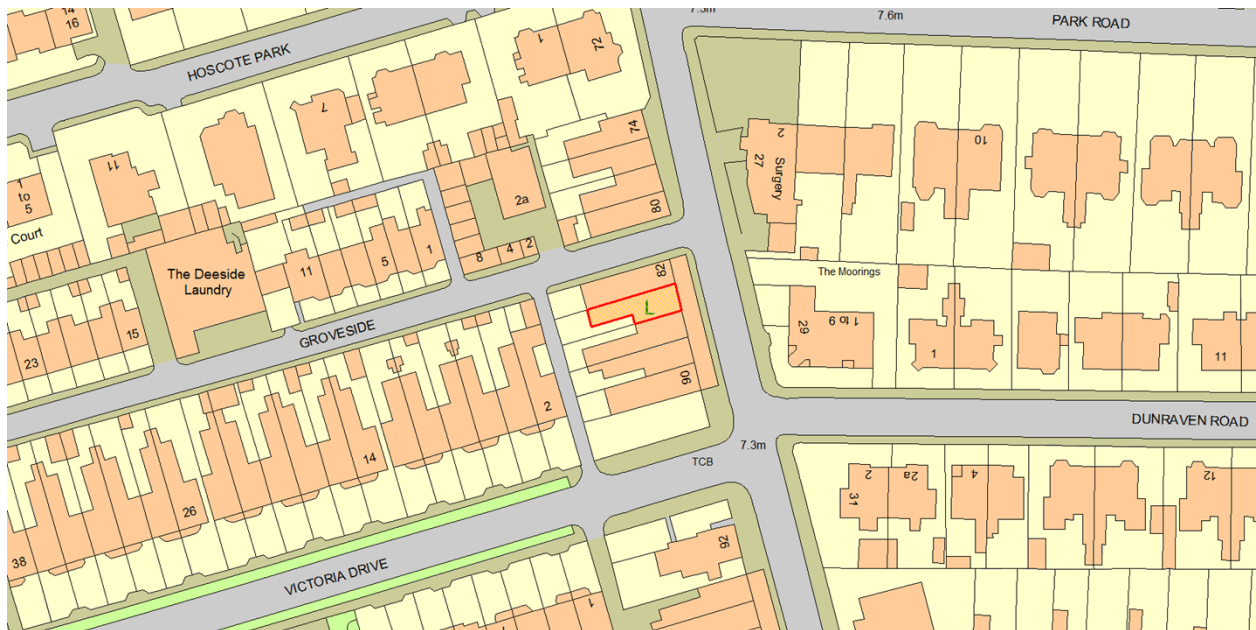 14
16
7.5m
7.6m
PARK ROAD
HOSCOTE PARK
1
72
7
74
2
27
Surgery
10
11
1
to
5
Court
2a
80
The Deeside
Laundry
11
5
1
8
4
2
82
The Moorings
L
29
1 to 9
1
11
15
23
GROVESIDE
90
2
14
26
38
7.3m
TCB
DUNRAVEN ROAD
2
2a
31
4
12
VICTORIA DRIVE
92
1